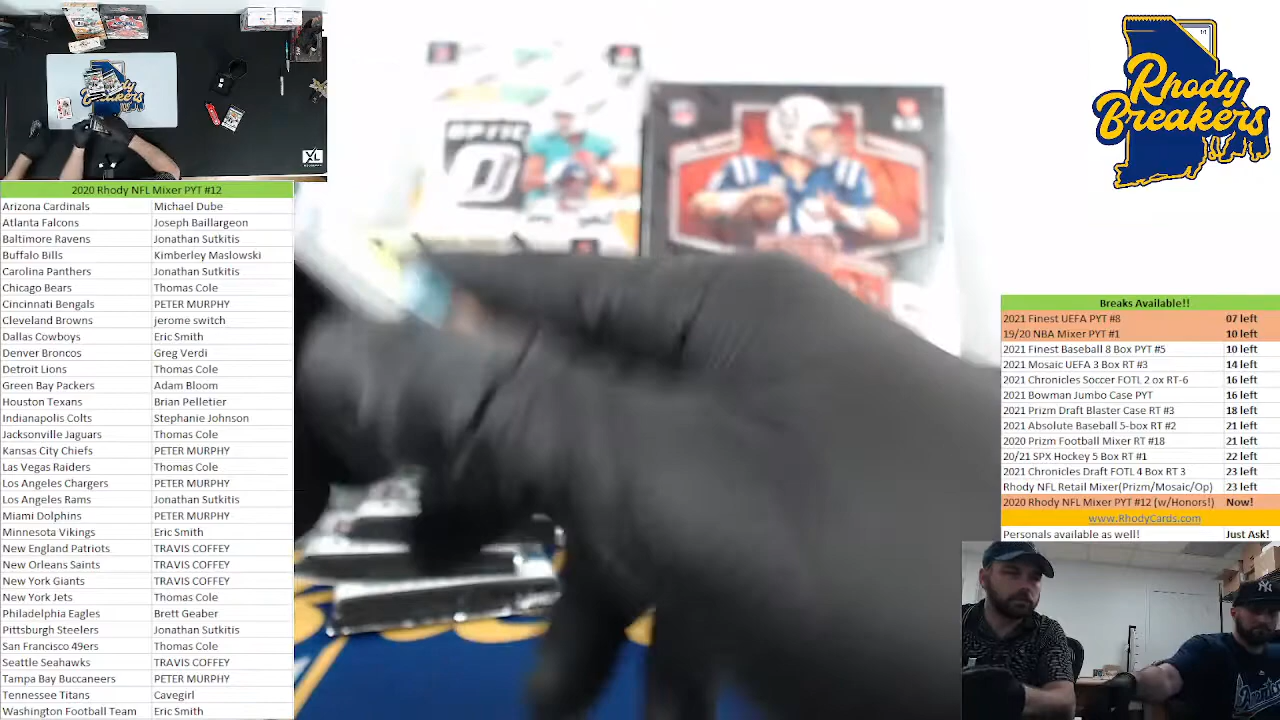 2020 Rhody NFL Mixer PYT #12
Arizona Cardinals Michael Dube
Atlanta Falcons Joseph Baillargeon
Baltimore Ravens Jonathan Sutkitis
Buffalo Bills Kimberley Maslowski
Carolina Panthers Jonathan Sutkitis
Chicago Bears Thomas Cole
Cincinnati Bengals PETER MURPHY
Cleveland Browns jerome switch
Dallas Cowboys Eric Smith
Denver Broncos Greg Verdi
Detroit Lions Thomas Cole
Green Bay Packers Adam Bloom
Houston Texans Brian Pelletier
Indianapolis Colts Stephanie Johnson
Jacksonville Jaguars Thomas Cole
Kansas City Chiefs PETER MURPHY
Las Vegas Raiders Thomas Cole
Los Angeles Chargers PETER MURPHY
Los Angeles Rams Jonathan Sutkitis
Miami Dolphins PETER MURPHY
Minnesota Vikings Eric Smith
New England Patriots TRAVIS COFFEY
New Orleans Saints TRAVIS COFFEY
New York Giants TRAVIS COFFEY
New York Jets Thomas Cole
Philadelphia Eagles Brett Geaber
Pittsburgh Steelers Jonathan Sutkitis
San Francisco 49ers Thomas Cole
Seattle Seahawks TRAVIS COFFEY
Tampa Bay Buccaneers PETER MURPHY
Tennessee Titans Cavegirl
Washington Football Team Eric Smith
Rhody
Breakers
XL
OPTIC
Rhody
Breakers
Breaks Available!!
2021 Finest UEFA PYT #8 07 left
19/20 NBA Mixer PYT #1 10 left
2021 Finest Baseball 8 Box PYT #5 10 left
2021 Mosaic UEFA 3 Box RT #3 14 left
2021 Chronicles Soccer FOTL 2 ox RT-6 16 left
2021 Bowman Jumbo Case PYT 16 left
2021 Prizm Draft Blaster Case RT #3 18 left
2021 Absolute Baseball 5-box RT #2 21 left
2020 Prizm Football Mixer RT #18 21 left
20/21 SPX Hockey 5 Box RT #1 22 left
2021 Chronicles Draft FOTL 4 Box RT 3 23 left
Rhody NFL Retail Mixer(Prizm/Mosaic/Op) 23 left
2020 Rhody NFL Mixer PYT #12 (w/Honors!) Now!
www.RhodyCards.com
Personals available as well! Just Ask!